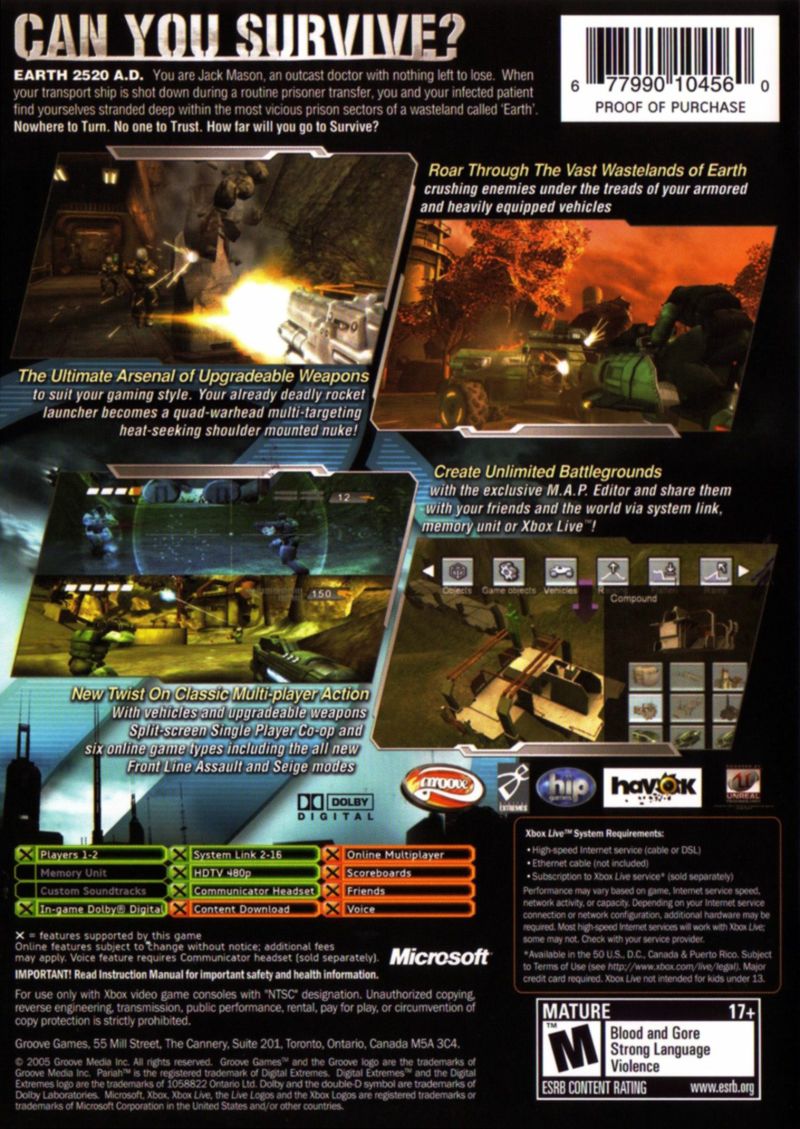 CAN YOU SURVIVE?
EARTH 2520 A.D. You are Jack Mason, an outcast doctor with nothing left to lose. When
your transport ship is shot down during a routine prisoner transfer, you and your infected patient
find yourselves stranded deep within the most vicious prison sectors of a wasteland called 'Earth'.
Nowhere to Turn. No one to Trust. How far will you go to Survive?
6 77990 10456 0
PROOF OF PURCHASE
Roar Through The Vast Wastelands of Earth
crushing enemies under the treads of your armored
and heavily equipped vehicles
The Ultimate Arsenal of Upgradeable Weapons
to suit your gaming style. Your already deadly rocket
launcher becomes a quad-warhead multi-targeting
heat-seeking shoulder mounted nuke!
Create Unlimited Battlegrounds
with the exclusive M.A.P. Editor and share them
with your friends and the world via system link,
memory unit or Xbox Live™!
12
150
Objects Game objects Vehicles
Compound
New Twist On Classic Multi-player Action
With vehicles and upgradeable weapons
Split-screen Single Player Co-op and
six online game types including the all new
Front Line Assault and Seige modes
DOLBY
DIGITAL
groove
EXTREMES
hip
games
havok
UNREAL
Players 1-2
Memory Unit
Custom Soundtracks
In-game Dolby® Digital
System Link 2-16
HDTV 480p
Communicator Headset
Content Download
Online Multiplayer
Scoreboards
Friends
Voice
X = features supported by this game
Online features subject to change without notice; additional fees
may apply. Voice feature requires Communicator headset (sold separately).
Microsoft®
IMPORTANT! Read Instruction Manual for important safety and health information.
For use only with Xbox video game consoles with "NTSC" designation. Unauthorized copying,
reverse engineering, transmission, public performance, rental, pay for play, or circumvention of
copy protection is strictly prohibited.
Groove Games, 55 Mill Street, The Cannery, Suite 201, Toronto, Ontario, Canada M5A 3C4.
© 2005 Groove Media Inc. All rights reserved. Groove Games™ and the Groove logo are the trademarks of
Groove Media Inc. Pariah™ is the registered trademark of Digital Extremes. Digital Extremes™ and the Digital
Extremes logo are the trademarks of 1058822 Ontario Ltd. Dolby and the double-D symbol are trademarks of
Dolby Laboratories. Microsoft, Xbox, Xbox Live, the Live Logos and the Xbox Logos are registered trademarks or
trademarks of Microsoft Corporation in the United States and/or other countries.
Xbox Live™ System Requirements:
• High-speed Internet service (cable or DSL)
• Ethernet cable (not included)
• Subscription to Xbox Live service* (sold separately)
Performance may vary based on game, Internet service speed,
network activity, or capacity. Depending on your Internet service
connection or network configuration, additional hardware may be
required. Most high-speed Internet services will work with Xbox Live;
some may not. Check with your service provider.
*Available in the 50 U.S., D.C., Canada & Puerto Rico. Subject
to Terms of Use (see http://www.xbox.com/live/legal). Major
credit card required. Xbox Live not intended for kids under 13.
MATURE 17+
M™
Blood and Gore
Strong Language
Violence
ESRB CONTENT RATING www.esrb.org